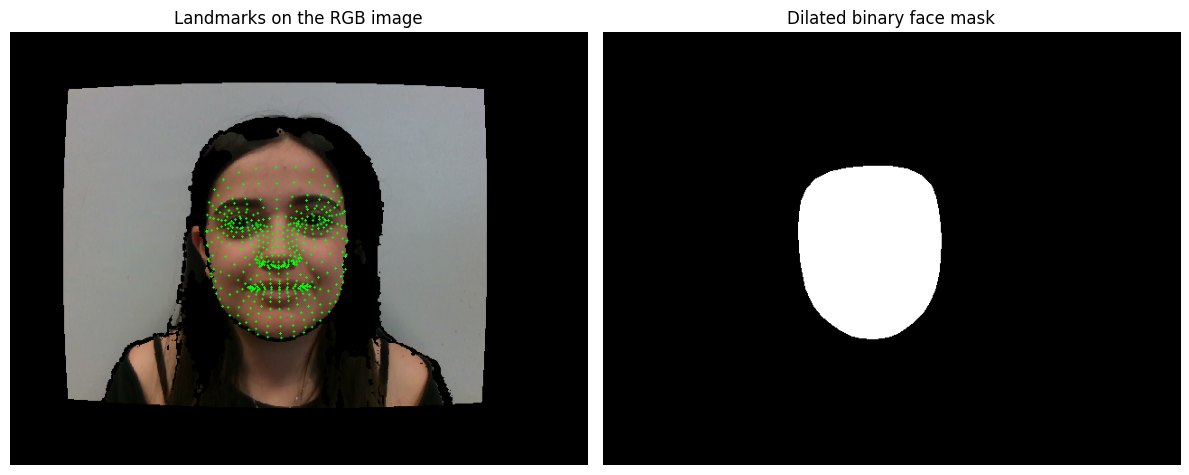 Landmarks on the RGB image
Dilated binary face mask